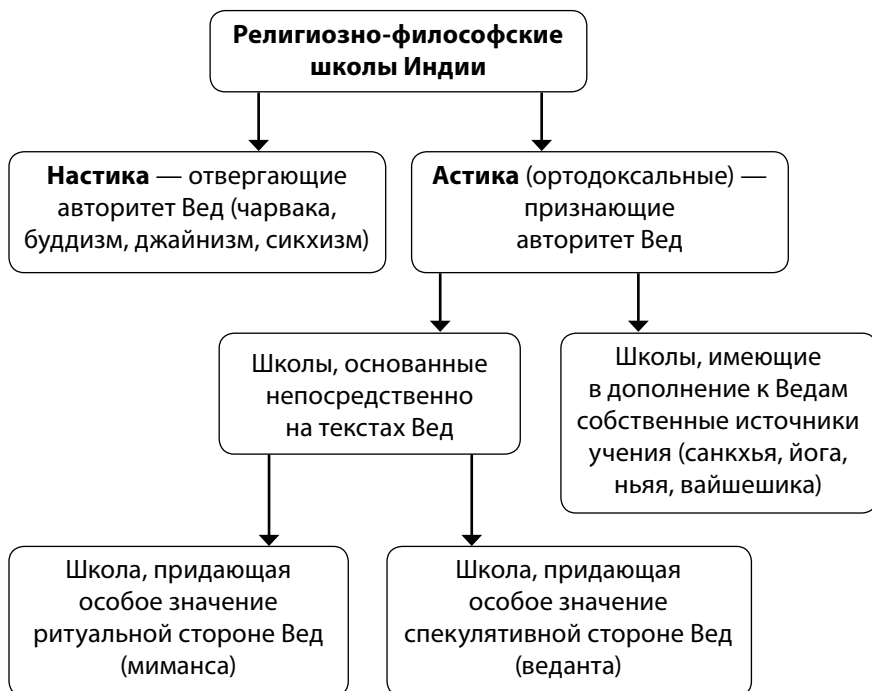 Религиозно-философские
школы Индии
Настика — отвергающие
авторитет Вед (чарвака,
буддизм, джайнизм, сикхизм)
Астика (ортодоксальные) —
признающие
авторитет Вед
Школы, основанные
непосредственно
на текстах Вед
Школы, имеющие
в дополнение к Ведам
собственные источники
учения (санкхья, йога,
ньяя, вайшешика)
Школа, придающая
особое значение
ритуальной стороне Вед
(миманса)
Школа, придающая
особое значение
спекулятивной стороне Вед
(веданта)